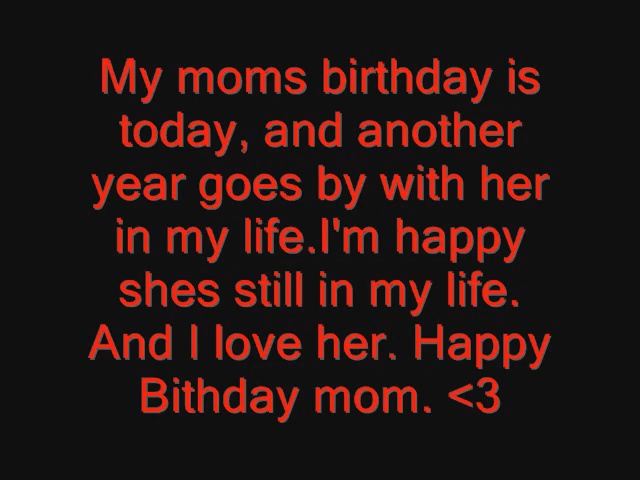 My moms birthday is
today, and another
year goes by with her
in my life.I'm happy
shes still in my life.
And I love her. Happy
Bithday mom. <3